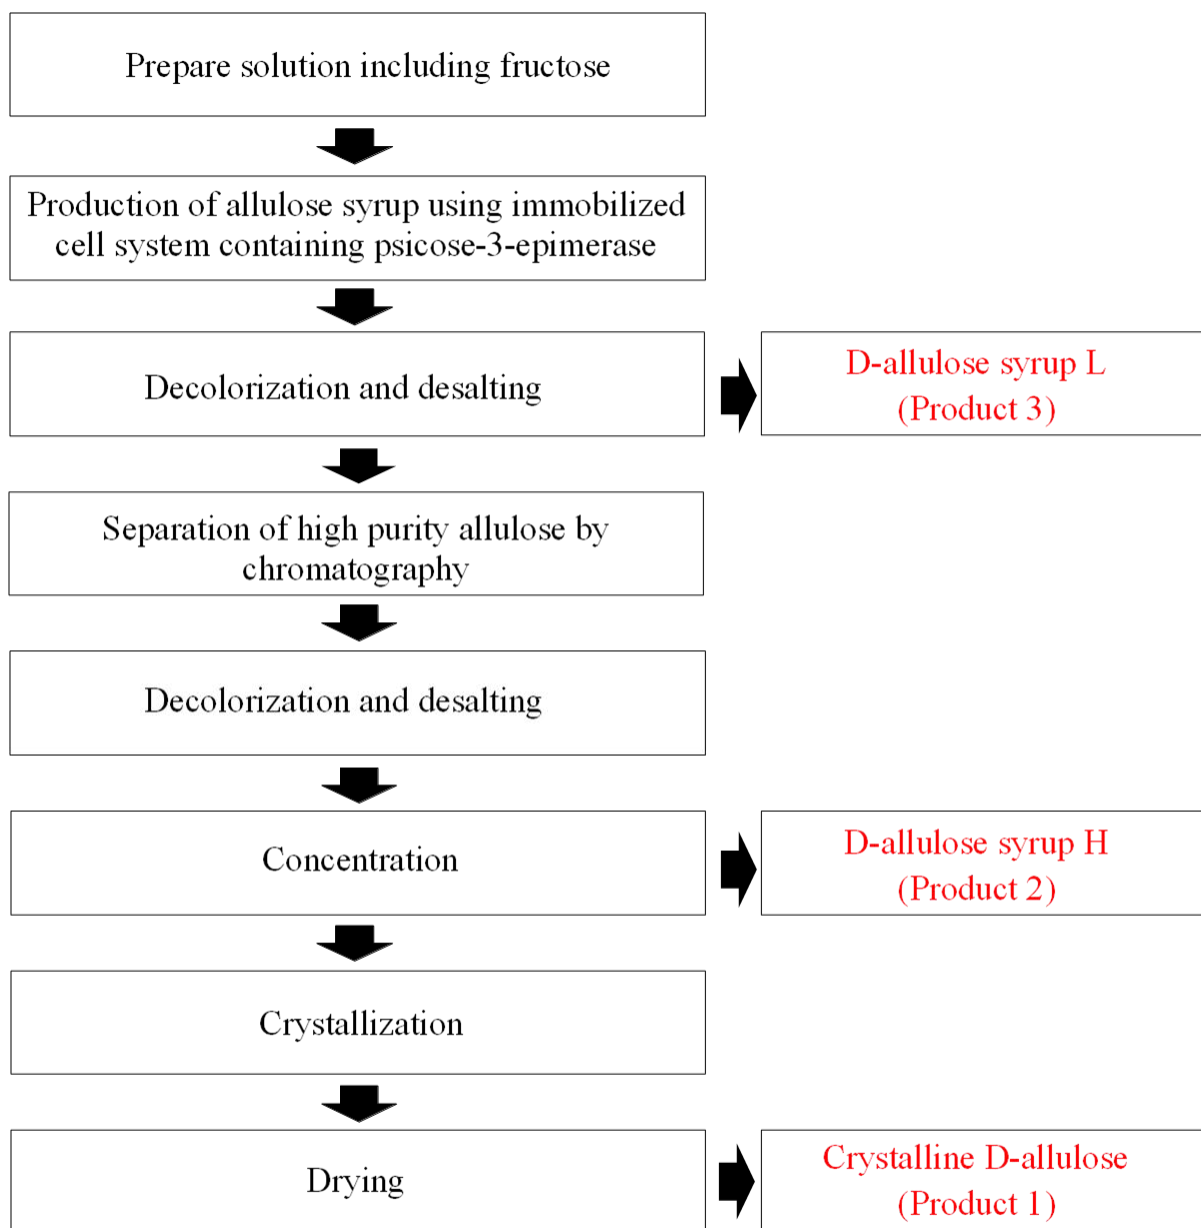 Prepare solution including fructose
Production of allulose syrup using immobilized
cell system containing psicose-3-epimerase
Decolorization and desalting
D-allulose syrup L
(Product 3)
Separation of high purity allulose by
chromatography
Decolorization and desalting
Concentration
D-allulose syrup H
(Product 2)
Crystallization
Drying
Crystalline D-allulose
(Product 1)